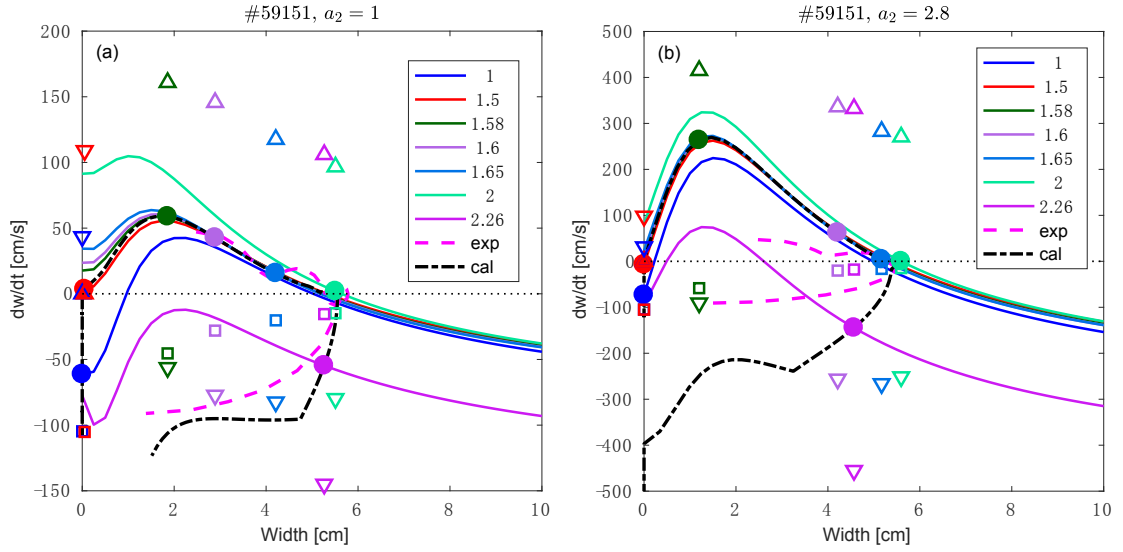 #59151, a₂ = 1
(a)
200
150
100
50
0
−50
−100
−150
dw/dt [cm/s]
0 2 4 6 8 10
Width [cm]
1
1.5
1.58
1.6
1.65
2
2.26
exp
cal
#59151, a₂ = 2.8
(b)
500
400
300
200
100
0
−100
−200
−300
−400
−500
dw/dt [cm/s]
0 2 4 6 8 10
Width [cm]
1
1.5
1.58
1.6
1.65
2
2.26
exp
cal